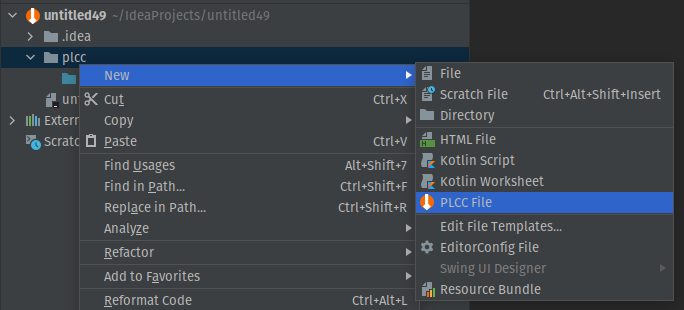 untitled49 ~/IdeaProjects/untitled49
.idea
plcc
New
Cut Ctrl+X
Copy
Paste Ctrl+V
Find Usages Alt+Shift+7
Find in Path... Ctrl+Shift+F
Replace in Path... Ctrl+Shift+R
Analyze
Refactor
Add to Favorites
Reformat Code Ctrl+Alt+L
File
Scratch File Ctrl+Alt+Shift+Insert
Directory
HTML File
Kotlin Script
Kotlin Worksheet
PLCC File
Edit File Templates...
EditorConfig File
Swing UI Designer
Resource Bundle
unt
Extern
Scratc